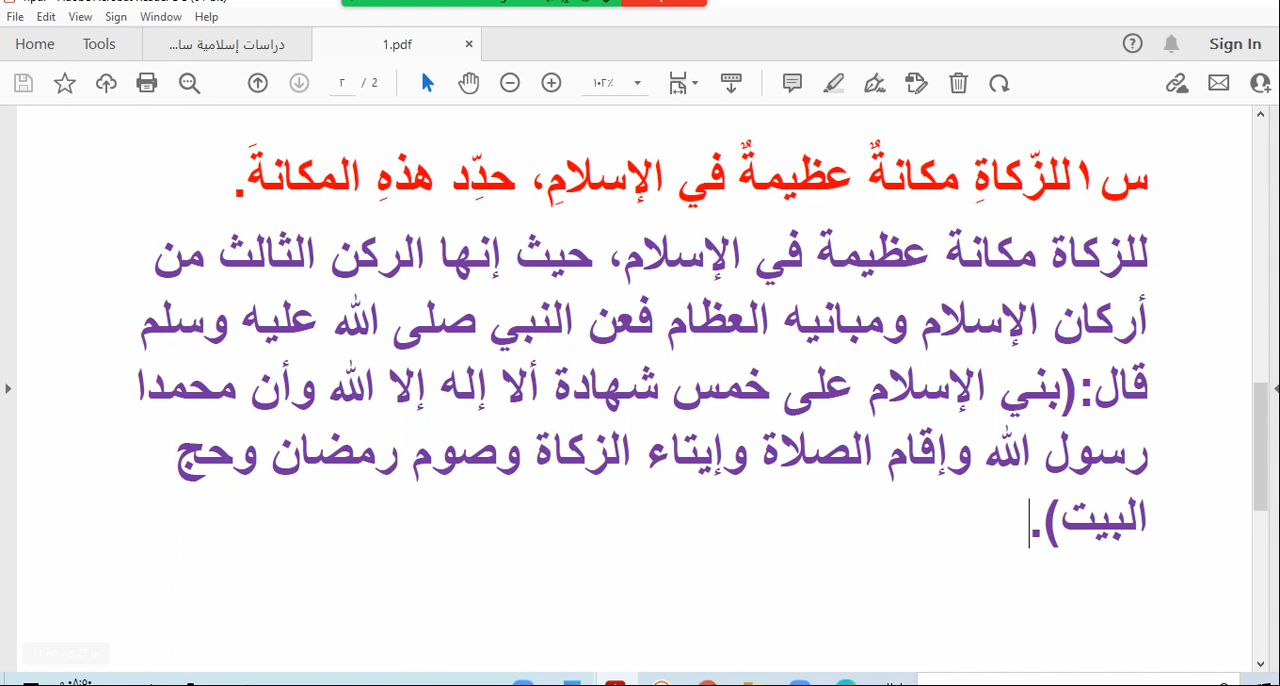 File Edit View Sign Window Help
Home Tools دراسات إسلامية سا... 1.pdf × Sign In
٢ / 2 ١٠٢٪
س١ للزّكاةِ مكانةٌ عظيمةٌ في الإسلامِ، حدِّد هذهِ المكانةَ.
للزكاة مكانة عظيمة في الإسلام، حيث إنها الركن الثالث من
أركان الإسلام ومبانيه العظام فعن النبي صلى الله عليه وسلم
قال:(بني الإسلام على خمس شهادة ألا إله إلا الله وأن محمدا
رسول الله وإقام الصلاة وإيتاء الزكاة وصوم رمضان وحج
البيت).